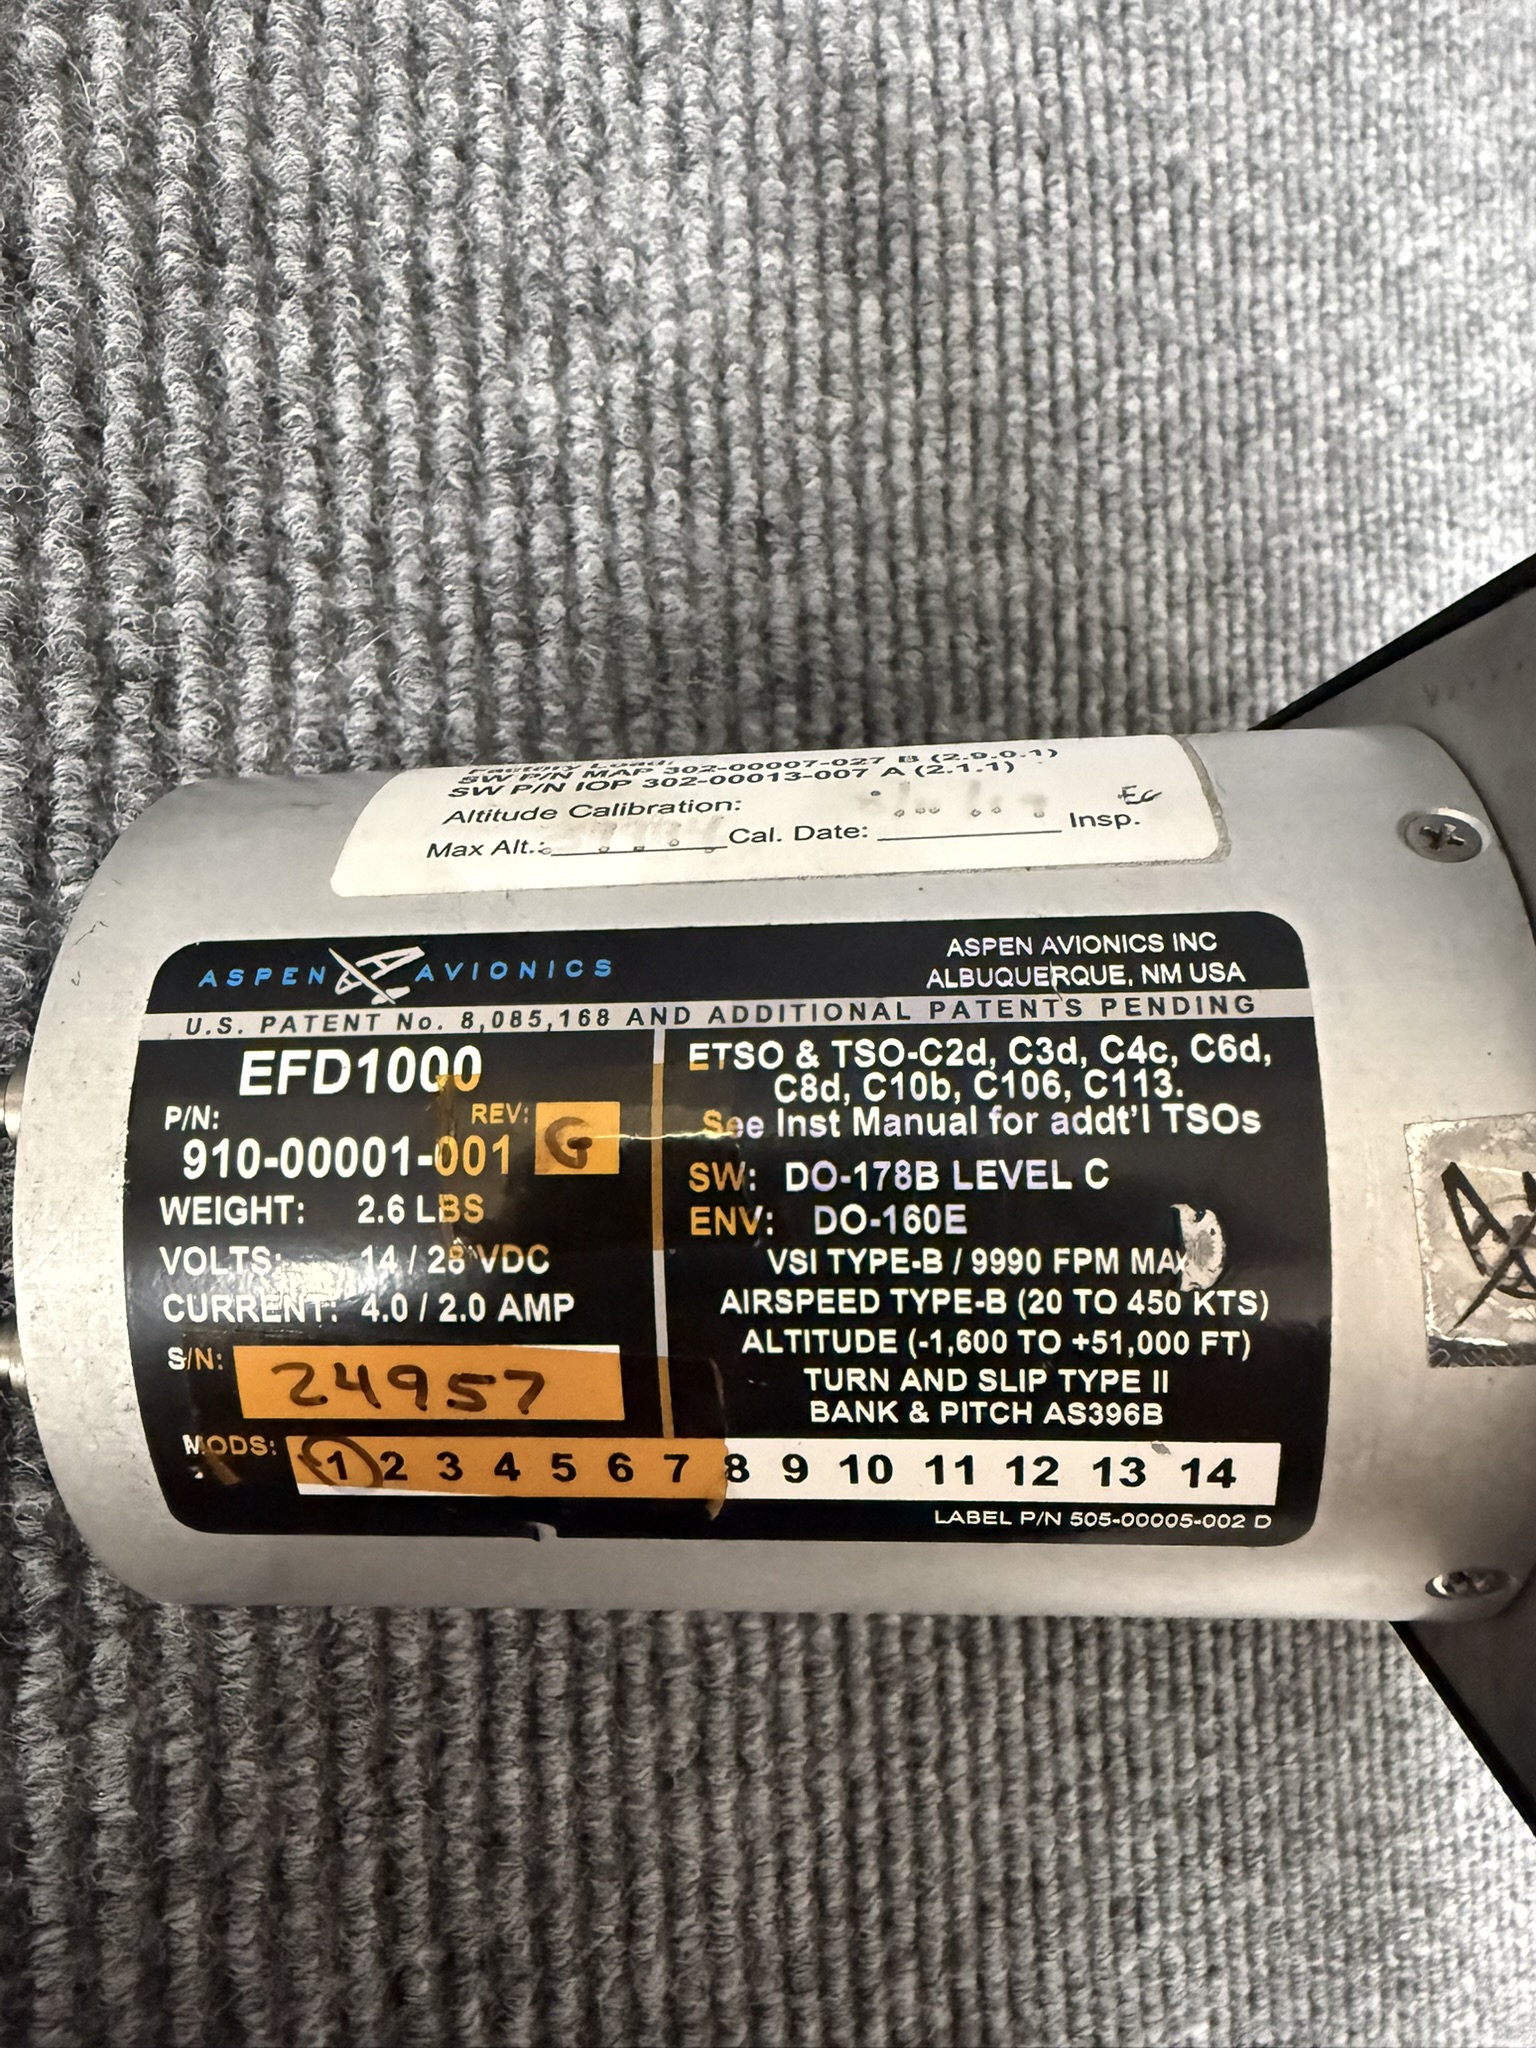 Factory Load:
SW P/N MAP 302-00007-027 B (2.9.0.1)
SW P/N IOP 302-00013-007 A (2.1.1)
Altitude Calibration:
Max Alt.: Cal. Date: Insp.
ASPEN AVIONICS
ASPEN AVIONICS INC
ALBUQUERQUE, NM USA
U.S. PATENT No. 8,085,168 AND ADDITIONAL PATENTS PENDING
EFD1000
P/N: REV: G
910-00001-001
WEIGHT: 2.6 LBS
VOLTS: 14 / 28 VDC
CURRENT: 4.0 / 2.0 AMP
S/N: 24957
ETSO & TSO-C2d, C3d, C4c, C6d,
C8d, C10b, C106, C113.
See Inst Manual for addt'l TSOs
SW: DO-178B LEVEL C
ENV: DO-160E
VSI TYPE-B / 9990 FPM MAX
AIRSPEED TYPE-B (20 TO 450 KTS)
ALTITUDE (-1,600 TO +51,000 FT)
TURN AND SLIP TYPE II
BANK & PITCH AS396B
MODS: 1 2 3 4 5 6 7 8 9 10 11 12 13 14
LABEL P/N 505-00005-002 D